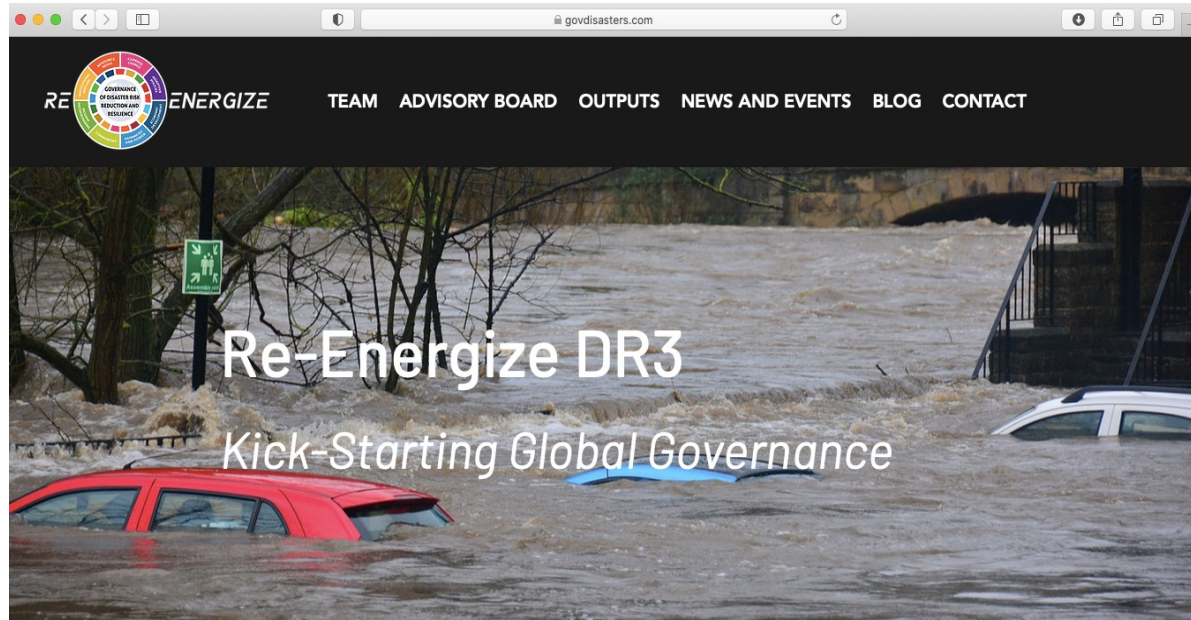 govdisasters.com
RE
GOVERNANCE
OF DISASTER RISK
REDUCTION AND
RESILIENCE
ENERGIZE
TEAM ADVISORY BOARD OUTPUTS NEWS AND EVENTS BLOG CONTACT
Re-Energize DR3
Kick-Starting Global Governance